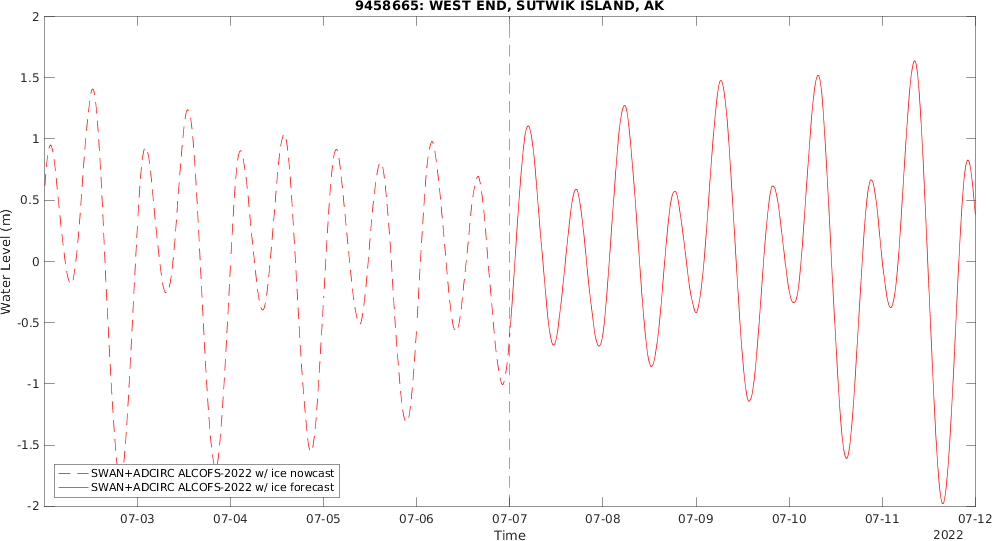 9458665: WEST END, SUTWIK ISLAND, AK
2
1.5
1
0.5
0
-0.5
-1
-1.5
-2
Water Level (m)
SWAN+ADCIRC ALCOFS-2022 w/ ice nowcast
SWAN+ADCIRC ALCOFS-2022 w/ ice forecast
07-03 07-04 07-05 07-06 07-07 07-08 07-09 07-10 07-11 07-12
Time
2022